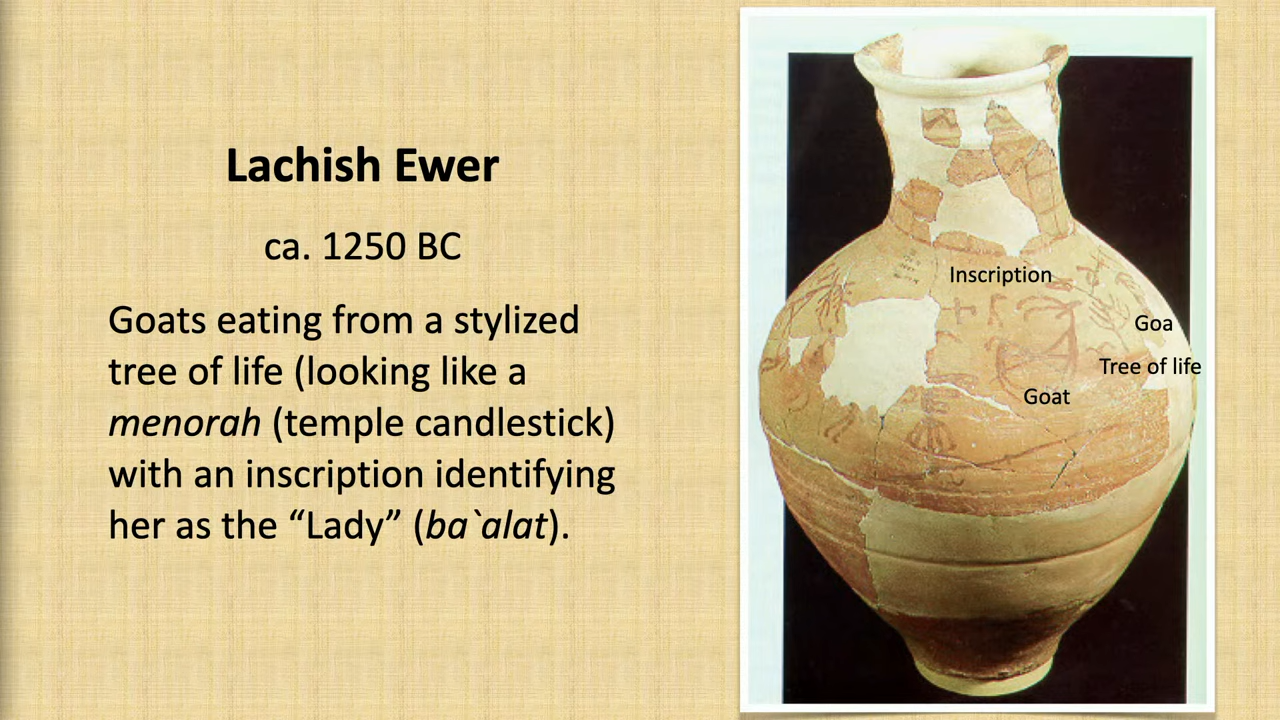 Lachish Ewer
ca. 1250 BC
Goats eating from a stylized
tree of life (looking like a
menorah (temple candlestick)
with an inscription identifying
her as the “Lady” (ba`alat).
Inscription
Goa
Tree of life
Goat